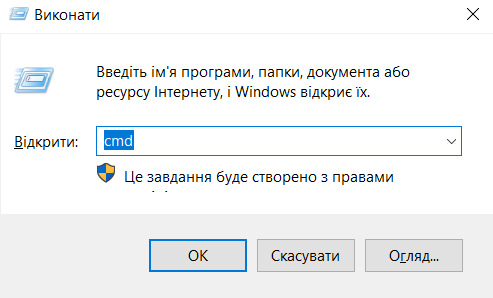 Виконати
Введіть ім'я програми, папки, документа або
ресурсу Інтернету, і Windows відкриє їх.
Відкрити: cmd
Це завдання буде створено з правами
OK Скасувати Огляд...